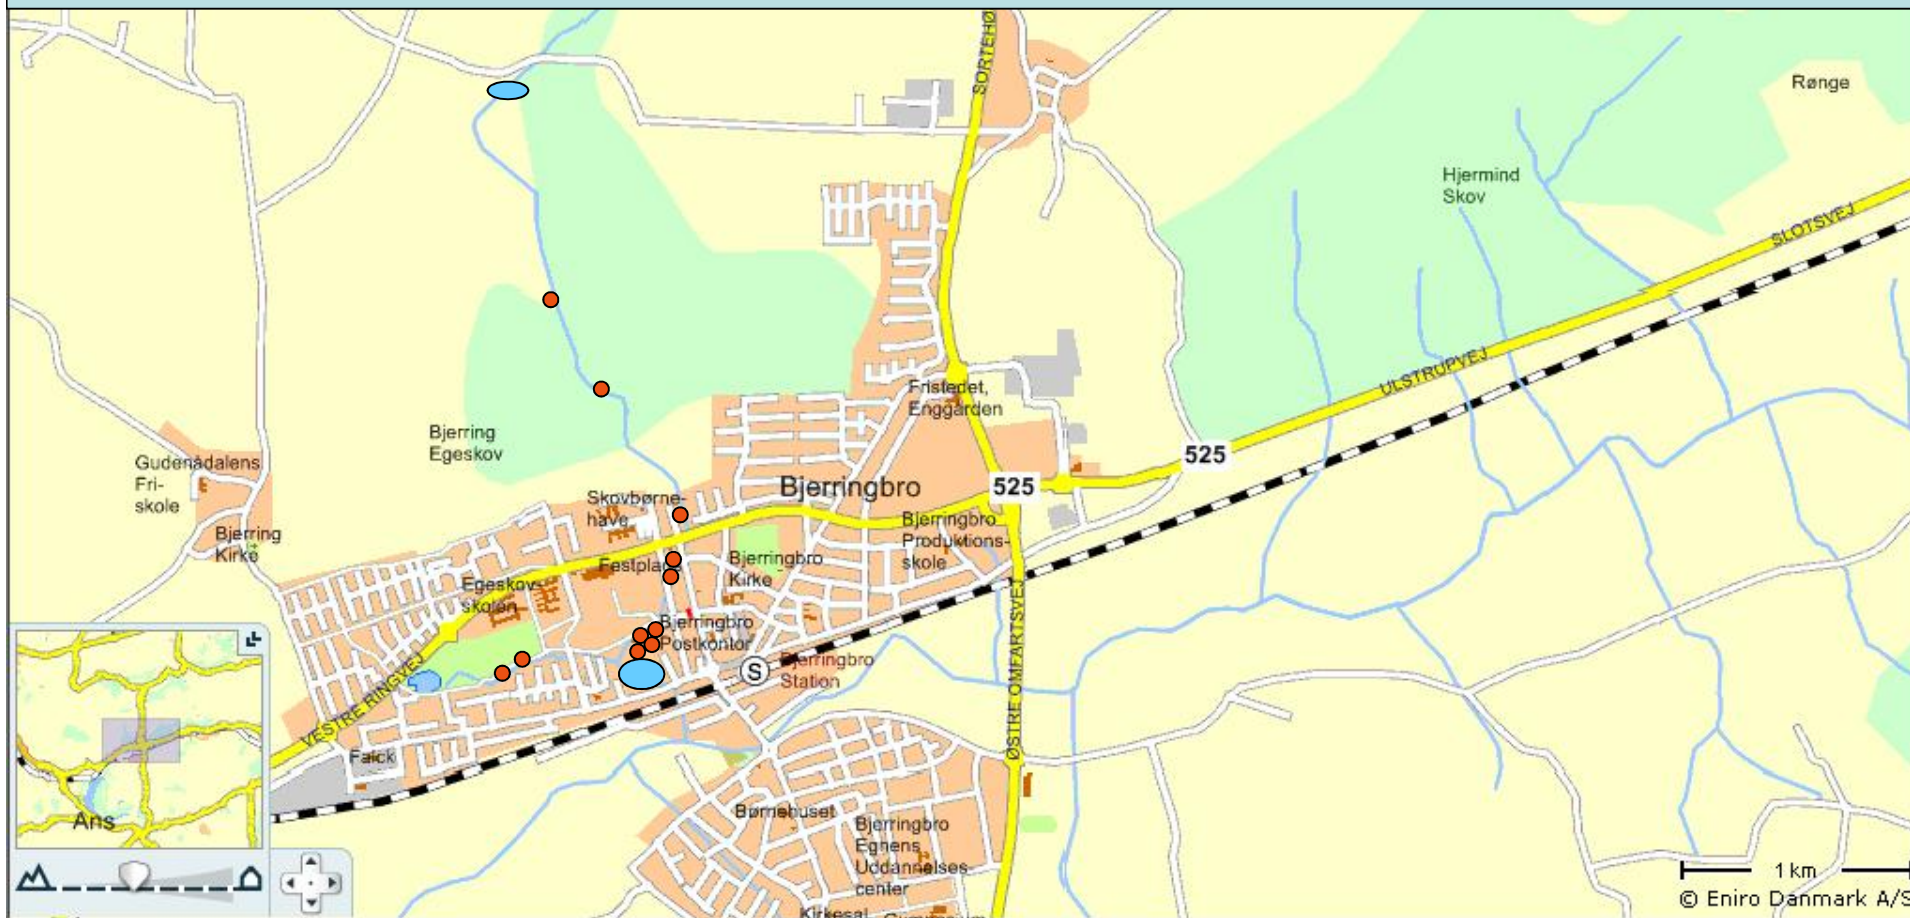 SORTEHØ
Rønge
Hjermind
Skov
SLOTSVEJ
ULSTRUPVEJ
Fristedet,
Enggården
Bjerring
Egeskov
Gudenådalens
Fri-
skole
525
525
Bjerringbro
Skovbørne-
have
Bjerringbro
Produktions-
skole
Bjerring
Kirke
Festplads
Bjerringbro
Kirke
Egeskov-
skolen
Bjerringbro
Postkontor
S
Bjerringbro
Station
VESTRE RINGVEJ
ØSTRE OMFARTSVEJ
Falck
Ans
Børnehuset
Bjerringbro
Egnens
Uddannelses-
center
Kirkesal
1 km
© Eniro Danmark A/S